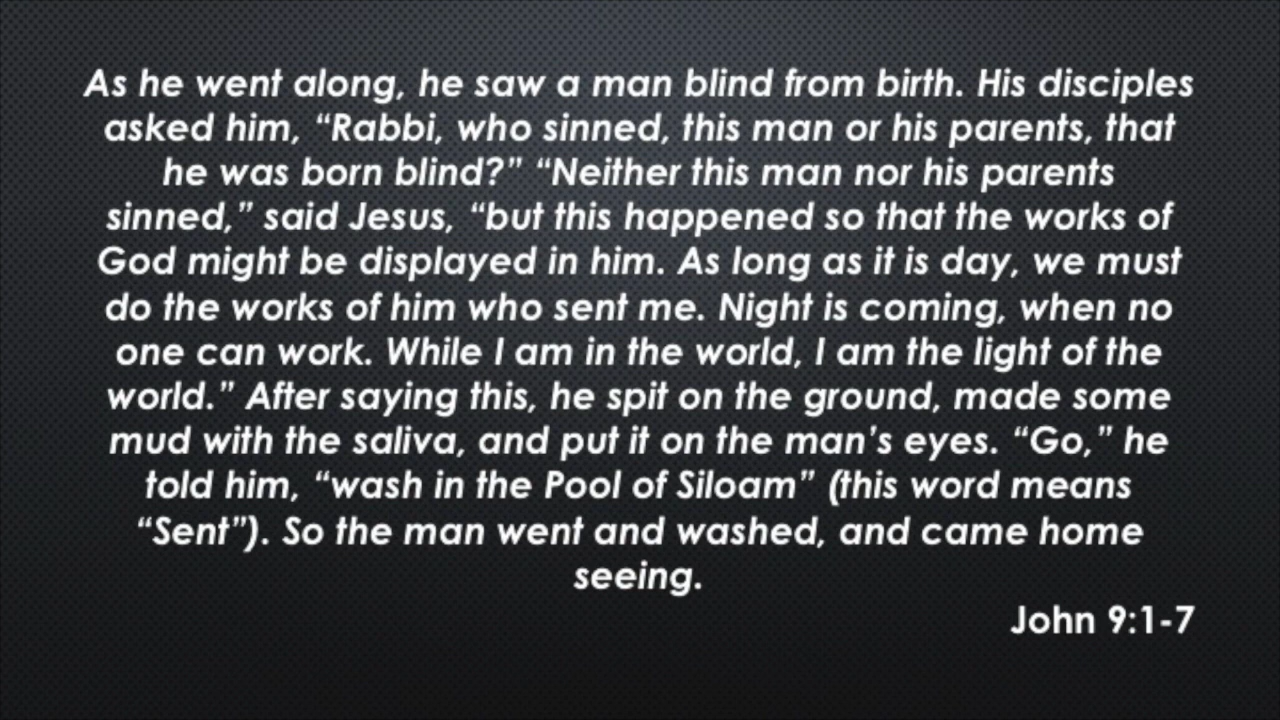 As he went along, he saw a man blind from birth. His disciples
asked him, “Rabbi, who sinned, this man or his parents, that
he was born blind?” “Neither this man nor his parents
sinned,” said Jesus, “but this happened so that the works of
God might be displayed in him. As long as it is day, we must
do the works of him who sent me. Night is coming, when no
one can work. While I am in the world, I am the light of the
world.” After saying this, he spit on the ground, made some
mud with the saliva, and put it on the man’s eyes. “Go,” he
told him, “wash in the Pool of Siloam” (this word means
“Sent”). So the man went and washed, and came home
seeing.
John 9:1-7